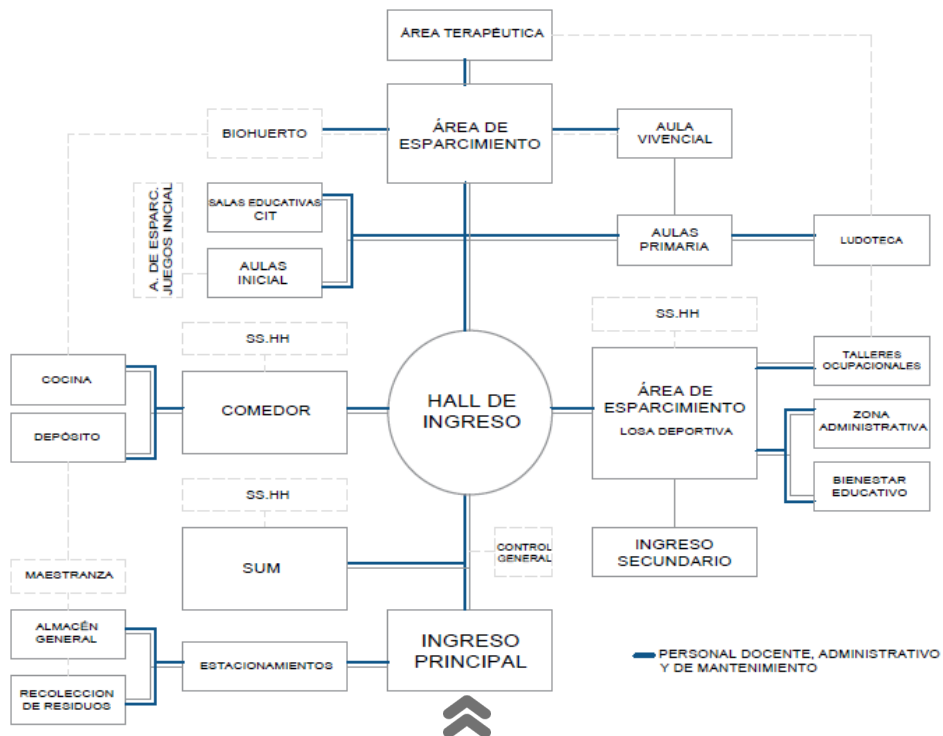 ÁREA TERAPÉUTICA
BIOHUERTO
ÁREA DE
ESPARCIMIENTO
AULA
VIVENCIAL
A. DE ESPARC.
JUEGOS INICIAL
SALAS EDUCATIVAS
CIT
AULAS
INICIAL
AULAS
PRIMARIA
LUDOTECA
SS.HH
SS.HH
COCINA
DEPÓSITO
COMEDOR
HALL DE
INGRESO
ÁREA DE
ESPARCIMIENTO
LOSA DEPORTIVA
TALLERES
OCUPACIONALES
ZONA
ADMINISTRATIVA
BIENESTAR
EDUCATIVO
SS.HH
SUM
CONTROL
GENERAL
INGRESO
SECUNDARIO
MAESTRANZA
ALMACÉN
GENERAL
RECOLECCION
DE RESIDUOS
ESTACIONAMIENTOS
INGRESO
PRINCIPAL
PERSONAL DOCENTE, ADMINISTRATIVO
Y DE MANTENIMIENTO